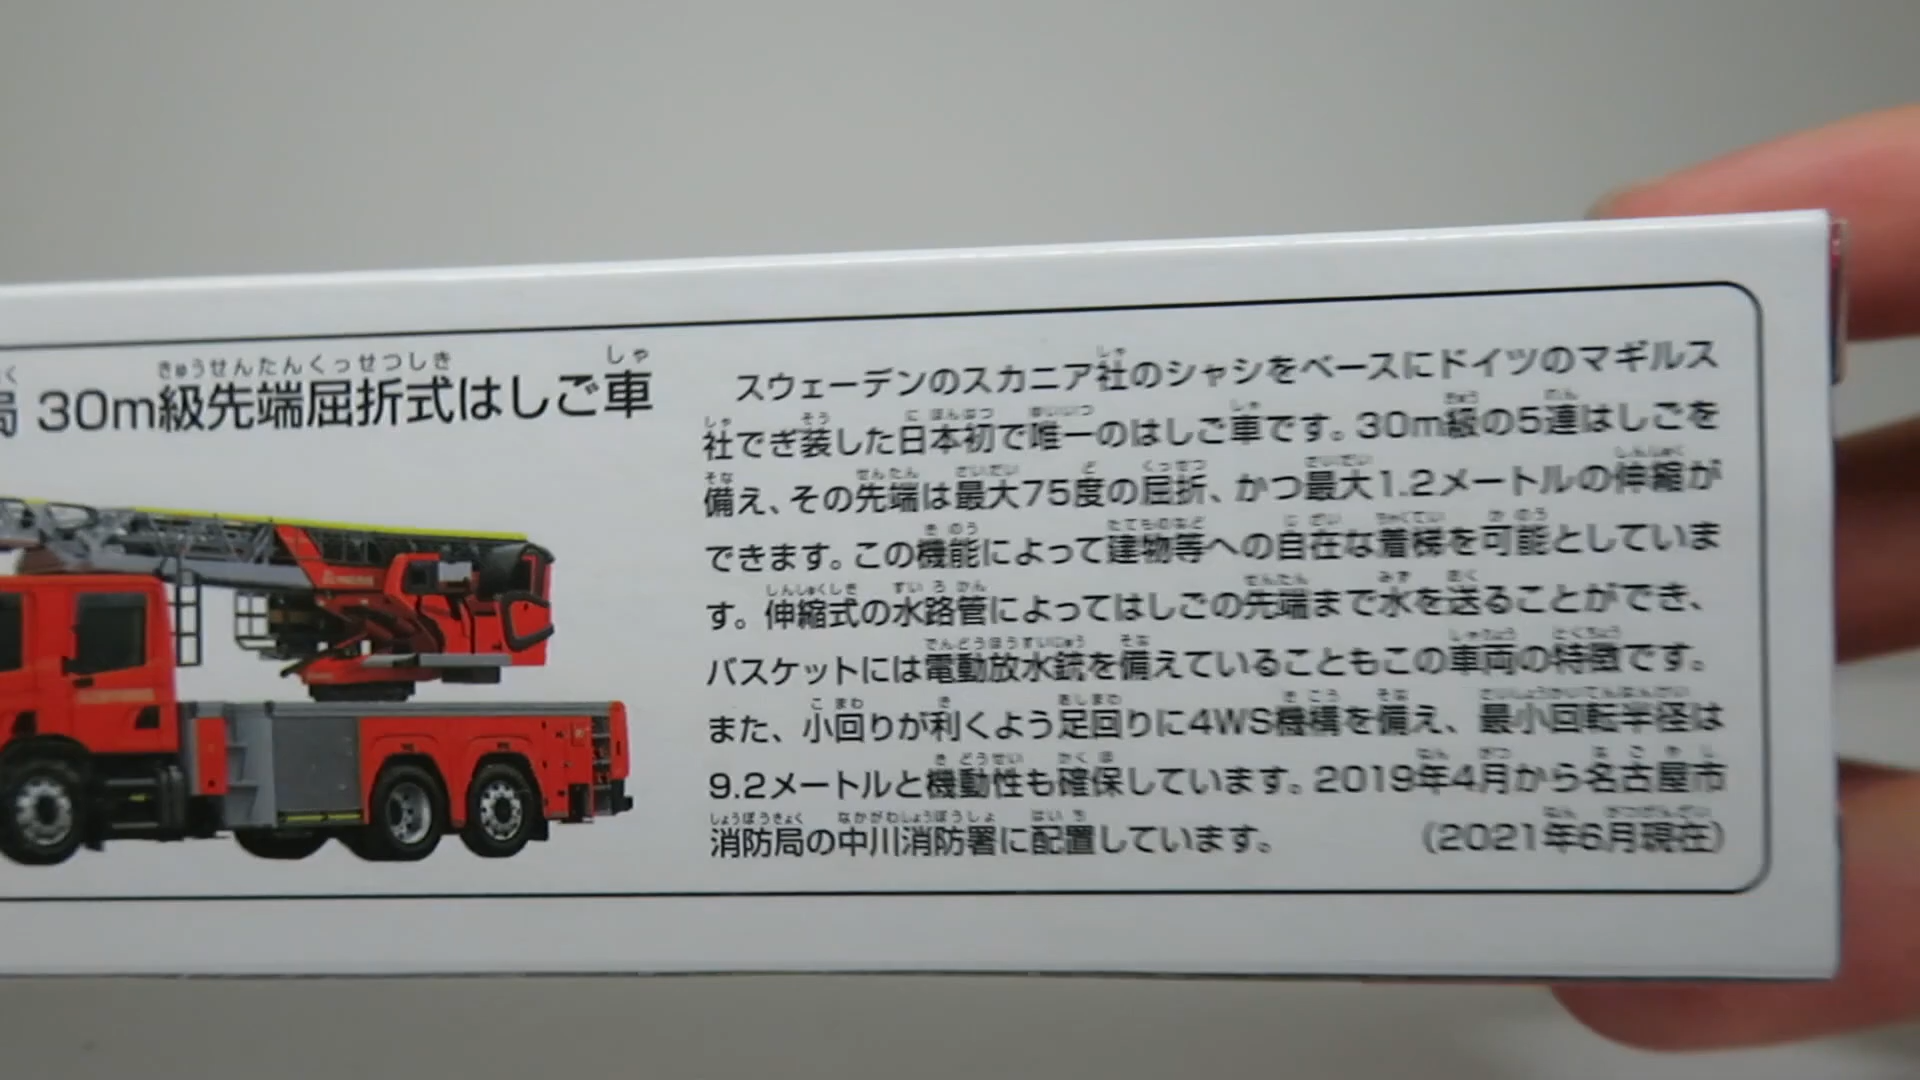 局 30m級先端屈折式はしご車
スウェーデンのスカニア社のシャシをベースにドイツのマギルス
社でぎ装した日本初で唯一のはしご車です。30m級の5連はしごを
備え、その先端は最大75度の屈折、かつ最大1.2メートルの伸縮が
できます。この機能によって建物等への自在な着梯を可能としていま
す。伸縮式の水路管によってはしごの先端まで水を送ることができ、
バスケットには電動放水銃を備えていることもこの車両の特徴です。
また、小回りが利くよう足回りに4WS機構を備え、最小回転半径は
9.2メートルと機動性も確保しています。2019年4月から名古屋市
消防局の中川消防署に配置しています。 (2021年6月現在)